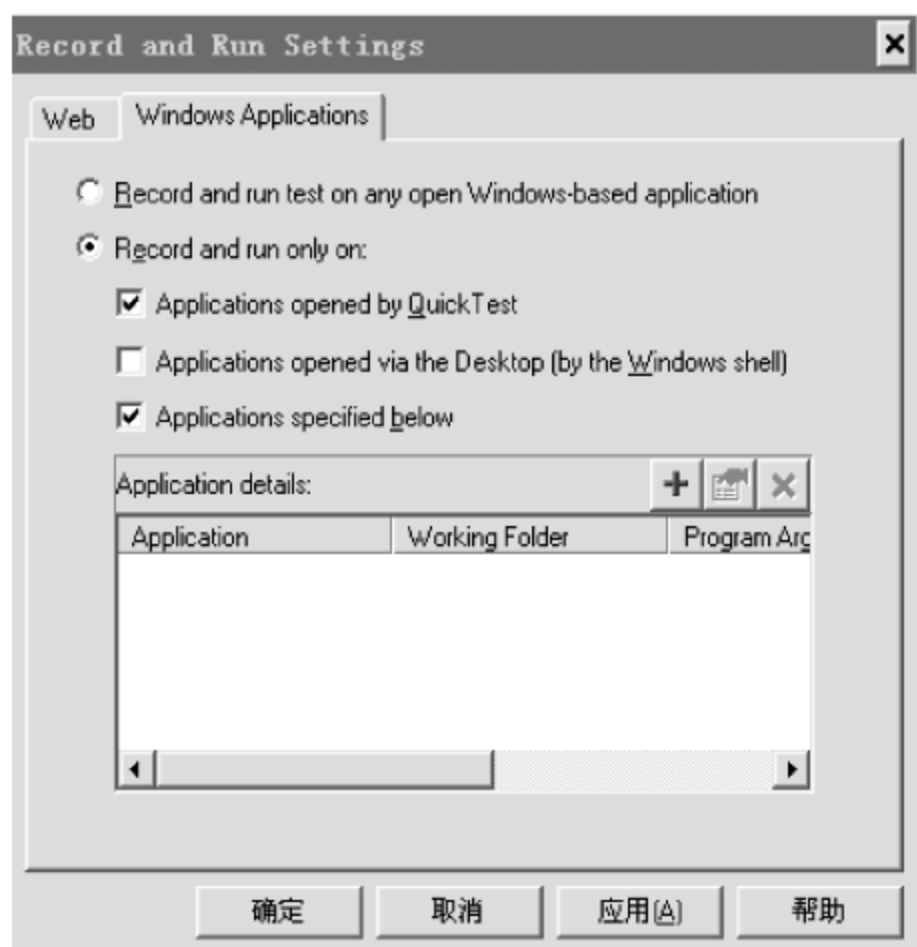 Record and Run Settings
Web Windows Applications
Record and run test on any open Windows-based application
Record and run only on:
Applications opened by QuickTest
Applications opened via the Desktop (by the Windows shell)
Applications specified below
Application details:
Application Working Folder Program Arg
确定 取消 应用(A) 帮助